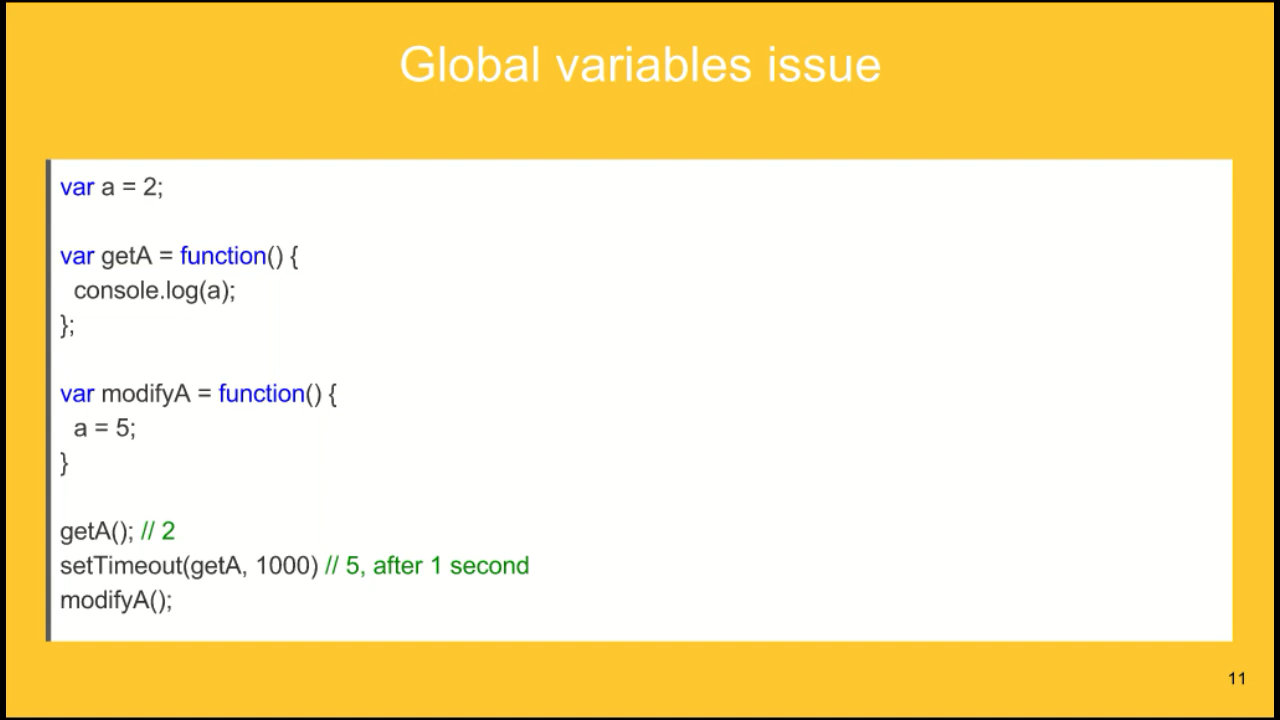 Global variables issue
var a = 2;
var getA = function() {
console.log(a);
};
var modifyA = function() {
a = 5;
}
getA(); // 2
setTimeout(getA, 1000) // 5, after 1 second
modifyA();
11